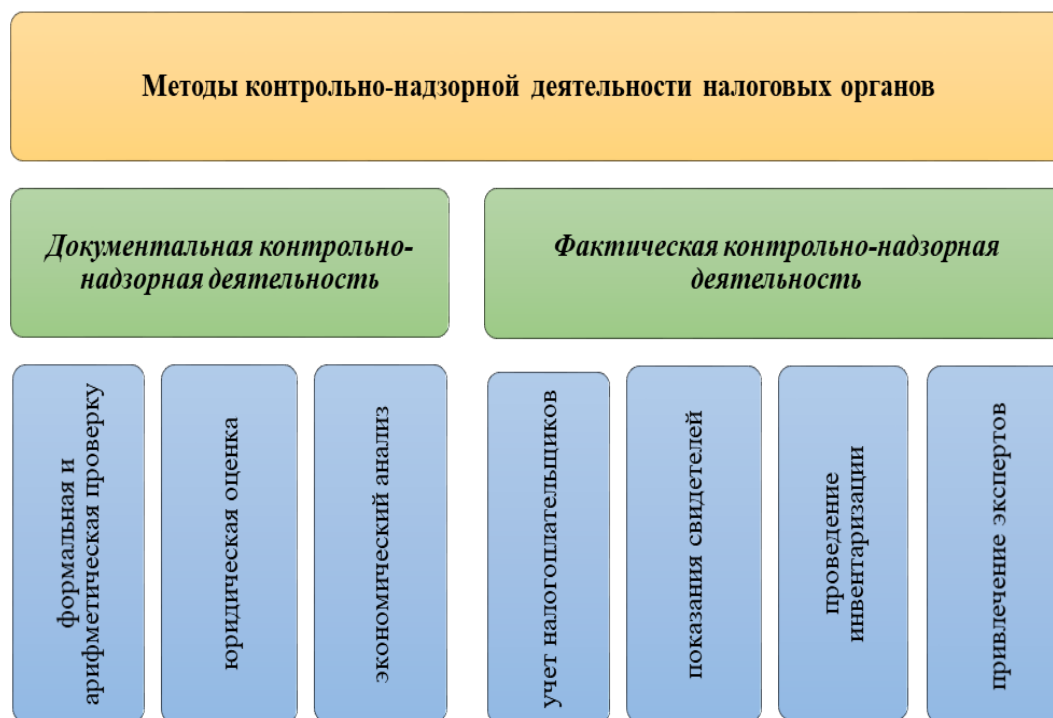 Методы контрольно-надзорной деятельности налоговых органов
Документальная контрольно-
надзорная деятельность
Фактическая контрольно-надзорная
деятельность
формальная и
арифметическая проверку
юридическая оценка
экономический анализ
учет налогоплательщиков
показания свидетелей
проведение
инвентаризации
привлечение экспертов